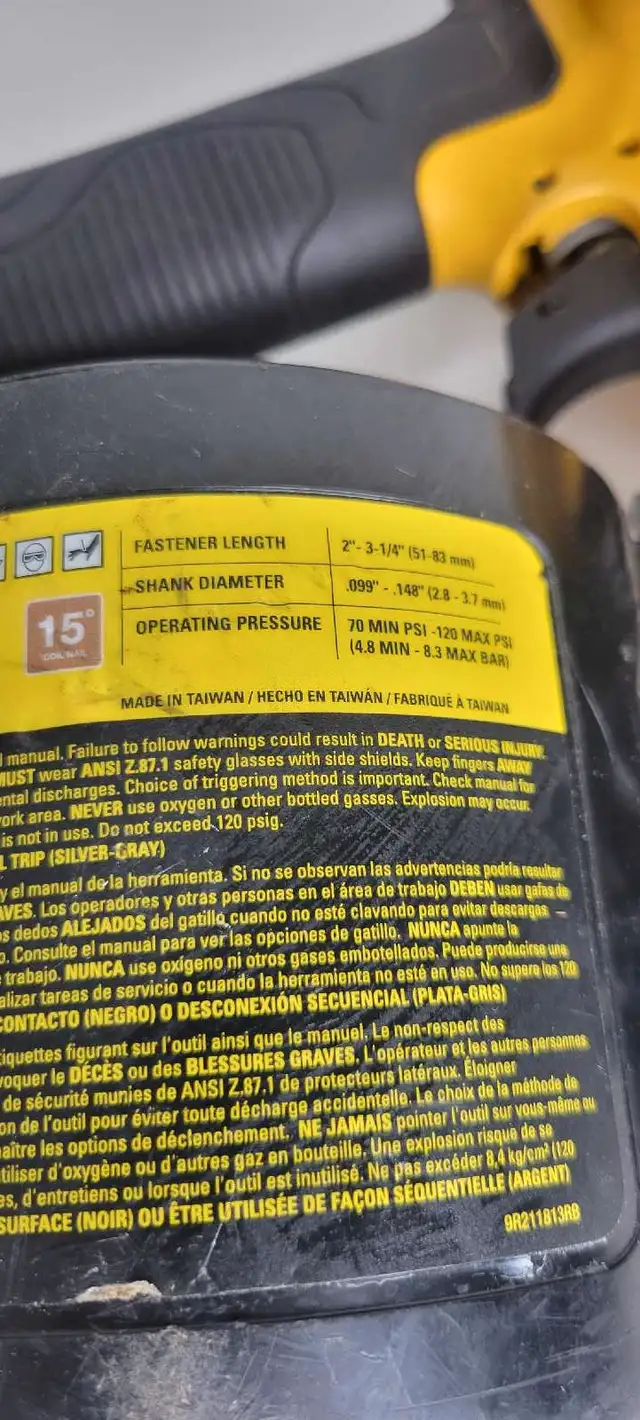 FASTENER LENGTH 2"- 3-1/4" (51-83 mm)
SHANK DIAMETER .099" - .148" (2.8 - 3.7 mm)
15° OPERATING PRESSURE 70 MIN PSI -120 MAX PSI
COIL NAIL (4.8 MIN - 8.3 MAX BAR)
MADE IN TAIWAN / HECHO EN TAIWÁN / FABRIQUÉ À TAIWAN
manual. Failure to follow warnings could result in DEATH or SERIOUS INJURY.
MUST wear ANSI Z.87.1 safety glasses with side shields. Keep fingers AWAY
ental discharges. Choice of triggering method is important. Check manual for
ork area. NEVER use oxygen or other bottled gasses. Explosion may occur.
is not in use. Do not exceed 120 psig.
L TRIP (SILVER-GRAY)
y el manual de la herramienta. Si no se observan las advertencias podría resultar
AVES. Los operadores y otras personas en el área de trabajo DEBEN usar gafas de
os dedos ALEJADOS del gatillo cuando no esté clavando para evitar descargas
o. Consulte el manual para ver las opciones de gatillo. NUNCA apunte la
trabajo. NUNCA use oxígeno ni otros gases embotellados. Puede producirse una
alizar tareas de servicio o cuando la herramienta no esté en uso. No supere los 120
CONTACTO (NEGRO) O DESCONEXIÓN SECUENCIAL (PLATA-GRIS)
tiquettes figurant sur l'outil ainsi que le manuel. Le non-respect des
voquer le DÉCÈS ou des BLESSURES GRAVES. L'opérateur et les autres personnes
de sécurité munies de ANSI Z.87.1 de protecteurs latéraux. Éloigner
on de l'outil pour éviter toute décharge accidentelle. Le choix de la méthode de
aître les options de déclenchement. NE JAMAIS pointer l'outil sur vous-même ou
tiliser d'oxygène ou d'autres gaz en bouteille. Une explosion risque de se
es, d'entretiens ou lorsque l'outil est inutilisé. Ne pas excéder 8,4 kg/cm² (120
SURFACE (NOIR) OU ÊTRE UTILISÉE DE FAÇON SÉQUENTIELLE (ARGENT)
9R211813RB